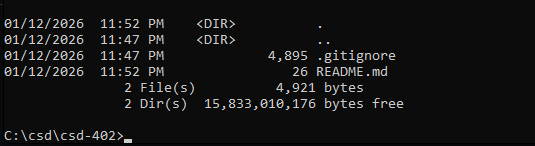 01/12/2026  11:52 PM    <DIR>          .
01/12/2026  11:47 PM    <DIR>          ..
01/12/2026  11:47 PM             4,895 .gitignore
01/12/2026  11:52 PM                26 README.md
               2 File(s)          4,921 bytes
               2 Dir(s)  15,833,010,176 bytes free
C:\csd\csd-402>